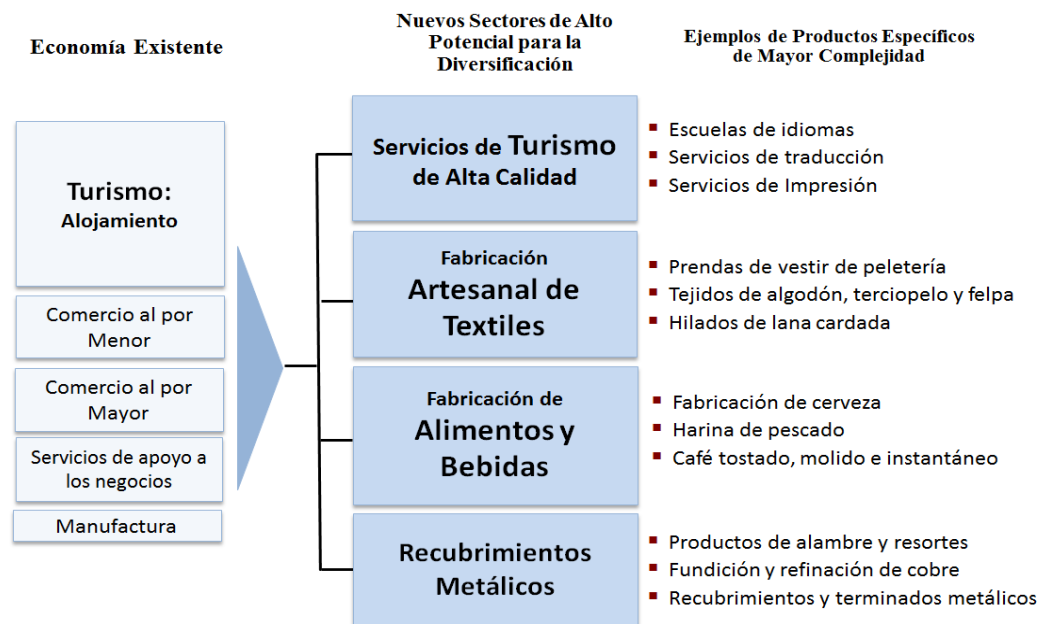 Economía Existente
Nuevos Sectores de Alto
Potencial para la
Diversificación
Ejemplos de Productos Específicos
de Mayor Complejidad
Turismo:
Alojamiento
Comercio al por
Menor
Comercio al por
Mayor
Servicios de apoyo a
los negocios
Manufactura
Servicios de Turismo
de Alta Calidad
▪ Escuelas de idiomas
▪ Servicios de traducción
▪ Servicios de Impresión
Fabricación
Artesanal de
Textiles
▪ Prendas de vestir de peletería
▪ Tejidos de algodón, terciopelo y felpa
▪ Hilados de lana cardada
Fabricación de
Alimentos y
Bebidas
▪ Fabricación de cerveza
▪ Harina de pescado
▪ Café tostado, molido e instantáneo
Recubrimientos
Metálicos
▪ Productos de alambre y resortes
▪ Fundición y refinación de cobre
▪ Recubrimientos y terminados metálicos